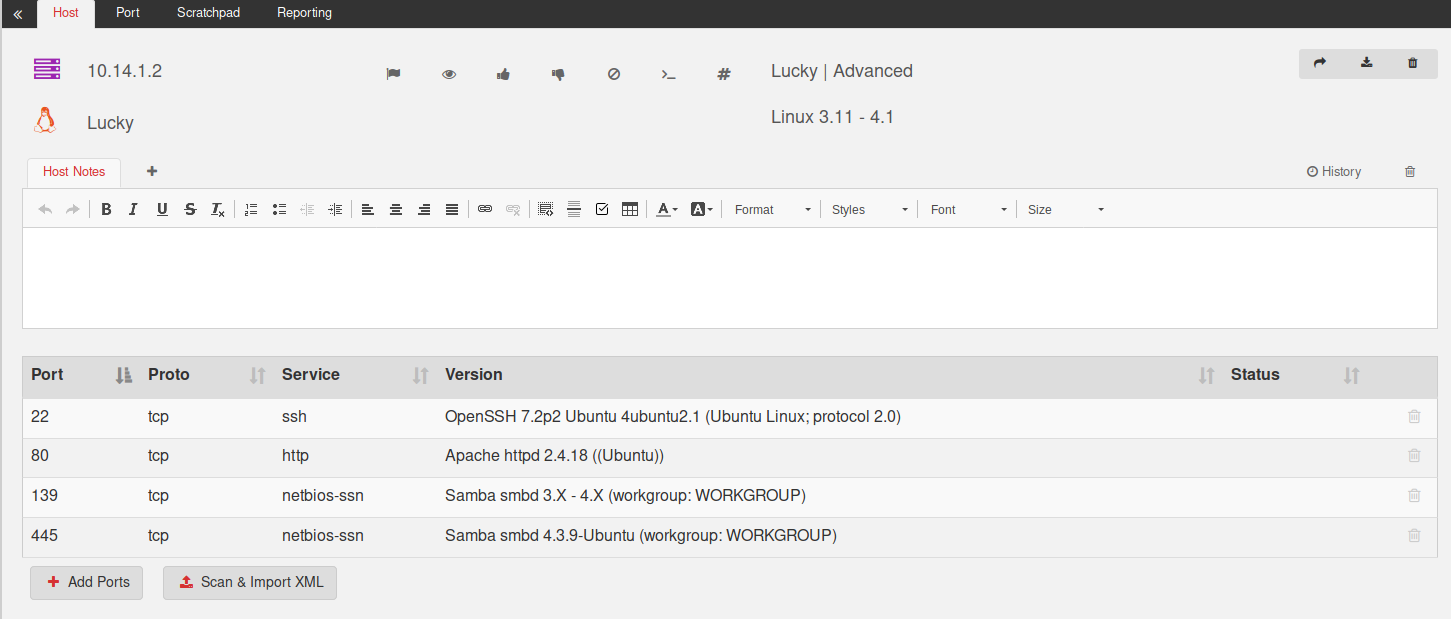 « Host Port Scratchpad Reporting
10.14.1.2 Lucky | Advanced
Lucky Linux 3.11 - 4.1
Host Notes + History
B I U S Tx A A Format Styles Font Size
Port Proto Service Version Status
22 tcp ssh OpenSSH 7.2p2 Ubuntu 4ubuntu2.1 (Ubuntu Linux; protocol 2.0)
80 tcp http Apache httpd 2.4.18 ((Ubuntu))
139 tcp netbios-ssn Samba smbd 3.X - 4.X (workgroup: WORKGROUP)
445 tcp netbios-ssn Samba smbd 4.3.9-Ubuntu (workgroup: WORKGROUP)
+ Add Ports Scan & Import XML